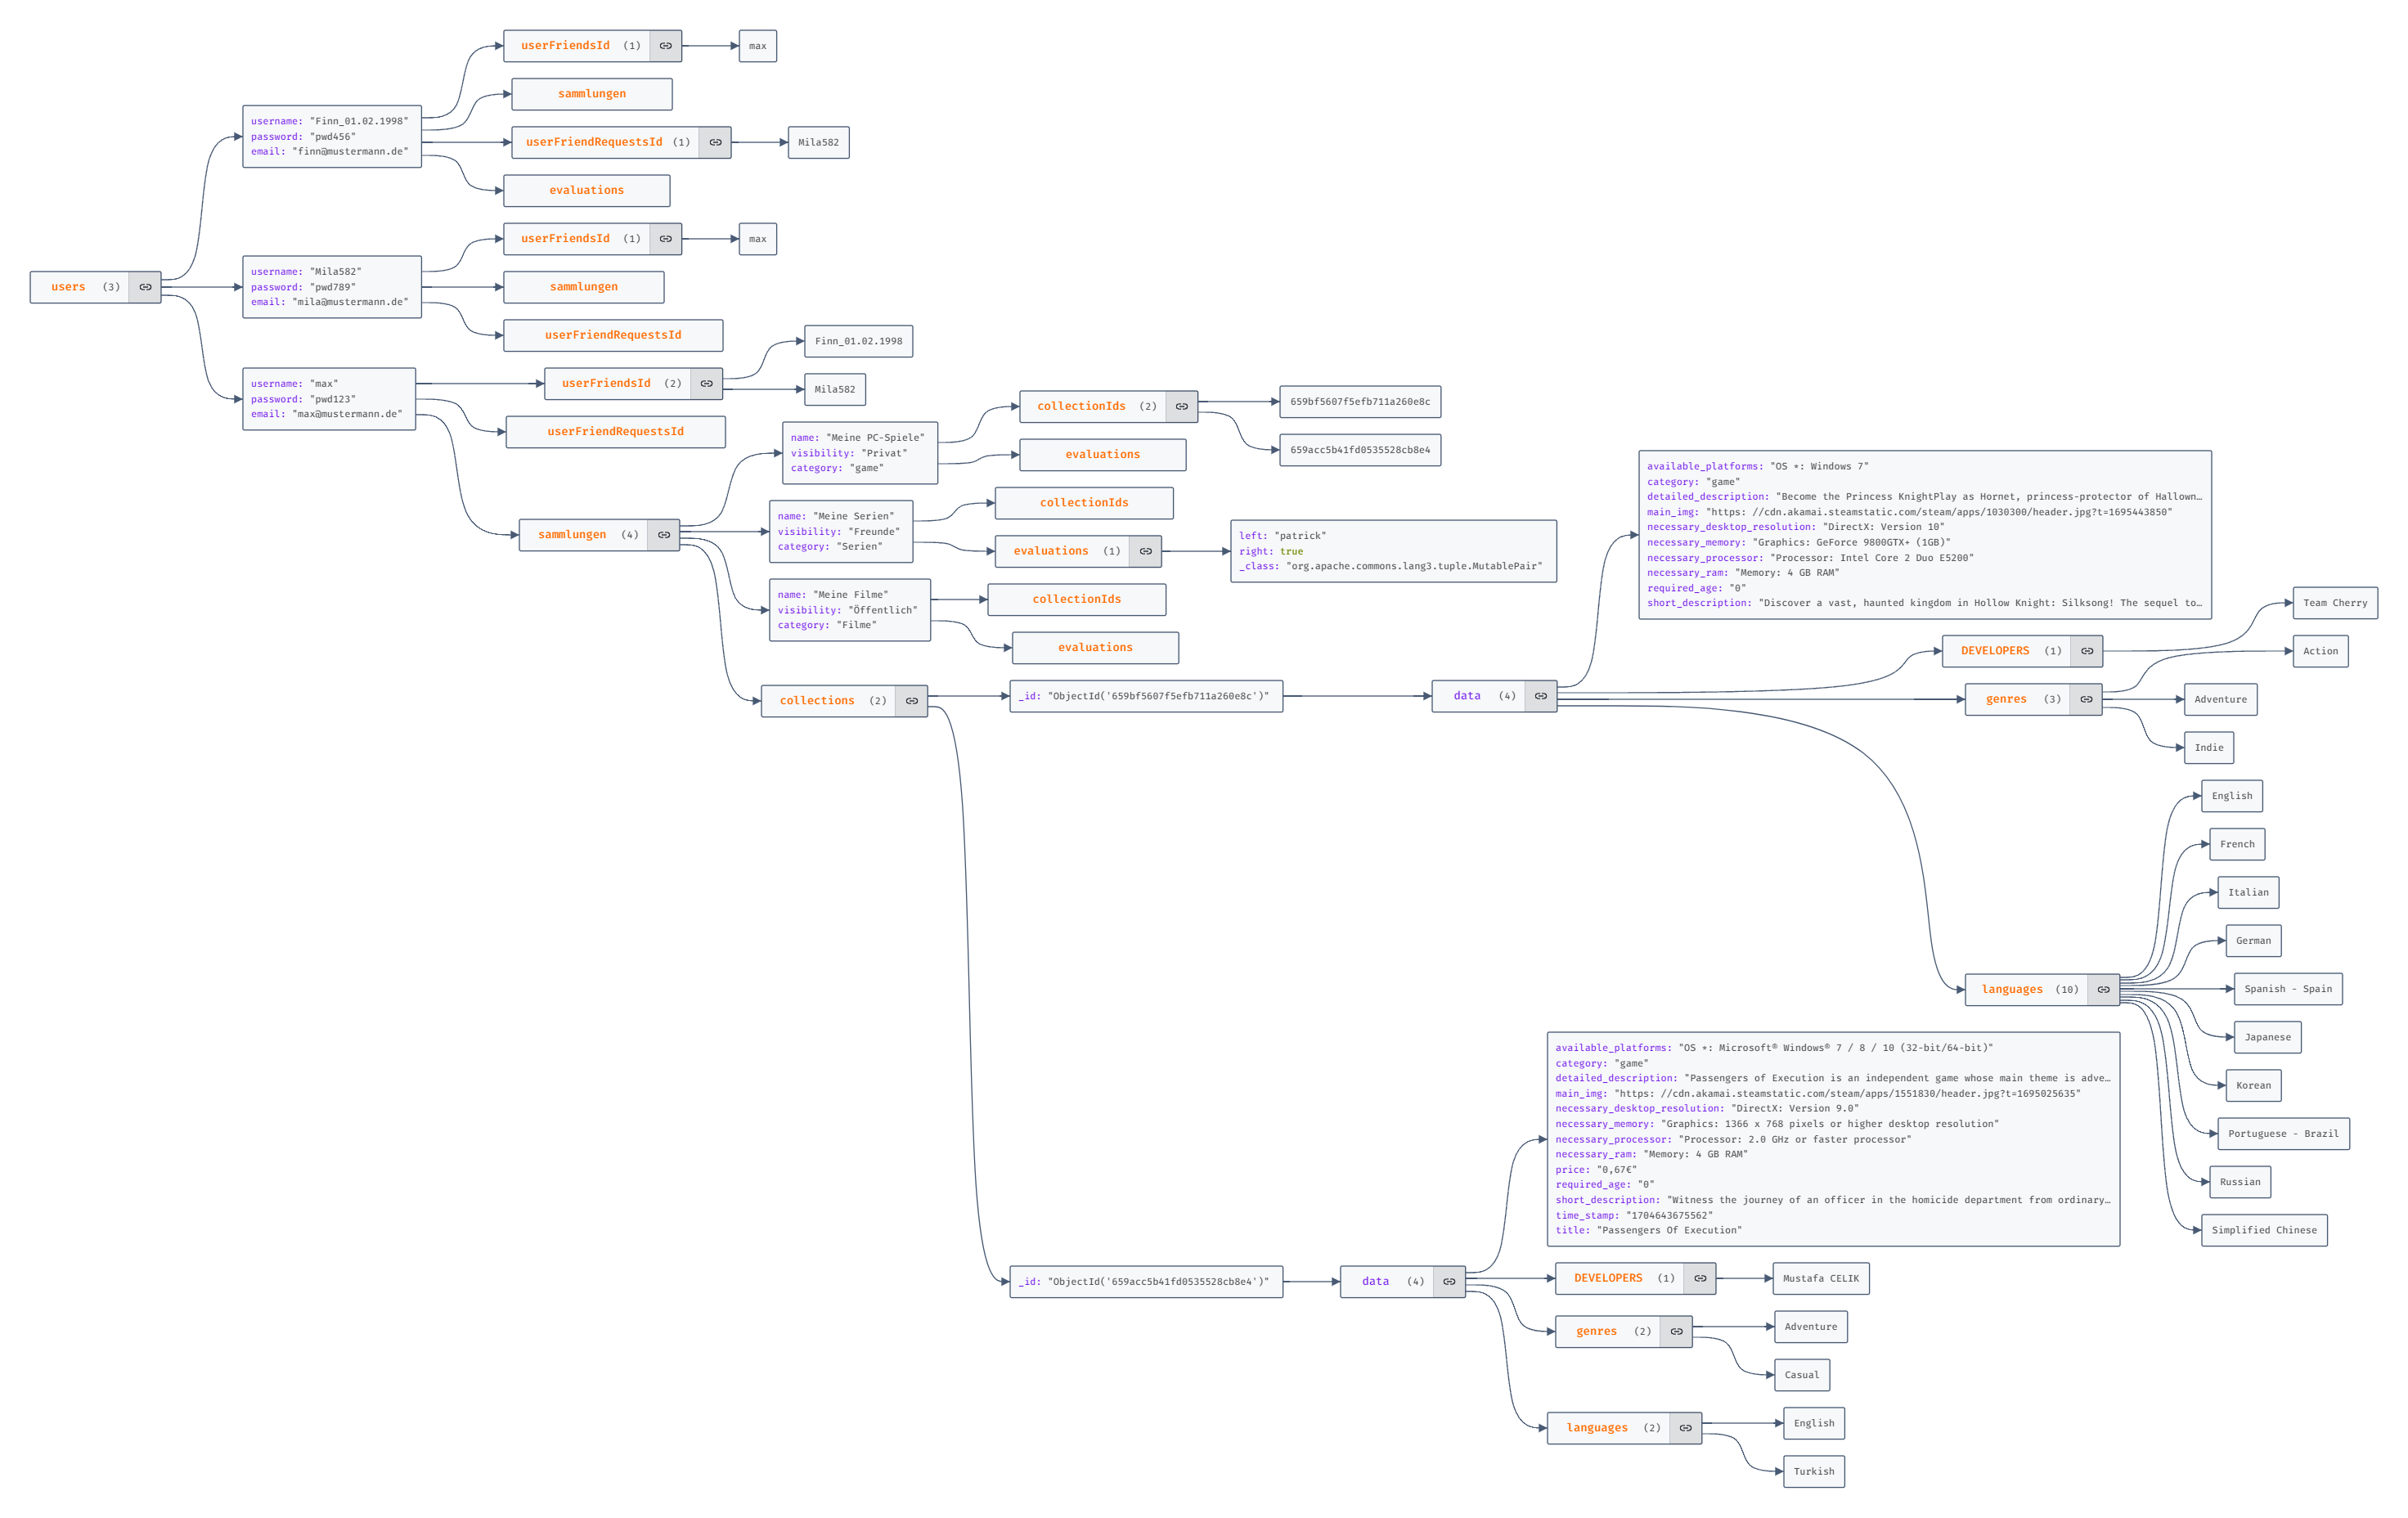 userFriendsId (1)
max
sammlungen
username: "Finn_01.02.1998"
password: "pwd456"
email: "finn@mustermann.de"
userFriendRequestsId (1)
Mila582
evaluations
userFriendsId (1)
max
users (3)
username: "Mila582"
password: "pwd789"
email: "mila@mustermann.de"
sammlungen
userFriendRequestsId
Finn_01.02.1998
username: "max"
password: "pwd123"
email: "max@mustermann.de"
userFriendsId (2)
Mila582
userFriendRequestsId
collectionIds (2)
659bf5607f5efb711a260e8c
659acc5b41fd0535528cb8e4
name: "Meine PC-Spiele"
visibility: "Privat"
category: "game"
evaluations
sammlungen (4)
name: "Meine Serien"
visibility: "Freunde"
category: "Serien"
collectionIds
evaluations (1)
left: "patrick"
right: true
_class: "org.apache.commons.lang3.tuple.MutablePair"
name: "Meine Filme"
visibility: "Öffentlich"
category: "Filme"
collectionIds
evaluations
collections (2)
_id: "ObjectId('659bf5607f5efb711a260e8c')"
data (4)
available_platforms: "OS *: Windows 7"
category: "game"
detailed_description: "Become the Princess KnightPlay as Hornet, princess-protector of Hallown…
main_img: "https: //cdn.akamai.steamstatic.com/steam/apps/1030300/header.jpg?t=1695443850"
necessary_desktop_resolution: "DirectX: Version 10"
necessary_memory: "Graphics: GeForce 9800GTX+ (1GB)"
necessary_processor: "Processor: Intel Core 2 Duo E5200"
necessary_ram: "Memory: 4 GB RAM"
required_age: "0"
short_description: "Discover a vast, haunted kingdom in Hollow Knight: Silksong! The sequel to…
DEVELOPERS (1)
Team Cherry
genres (3)
Action
Adventure
Indie
languages (10)
English
French
Italian
German
Spanish - Spain
Japanese
Korean
Portuguese - Brazil
Russian
Simplified Chinese
_id: "ObjectId('659acc5b41fd0535528cb8e4')"
data (4)
available_platforms: "OS *: Microsoft® Windows® 7 / 8 / 10 (32-bit/64-bit)"
category: "game"
detailed_description: "Passengers of Execution is an independent game whose main theme is adve…
main_img: "https: //cdn.akamai.steamstatic.com/steam/apps/1551830/header.jpg?t=1695025635"
necessary_desktop_resolution: "DirectX: Version 9.0"
necessary_memory: "Graphics: 1366 x 768 pixels or higher desktop resolution"
necessary_processor: "Processor: 2.0 GHz or faster processor"
necessary_ram: "Memory: 4 GB RAM"
price: "0,67€"
required_age: "0"
short_description: "Witness the journey of an officer in the homicide department from ordinary…
time_stamp: "1704643675562"
title: "Passengers Of Execution"
DEVELOPERS (1)
Mustafa CELIK
genres (2)
Adventure
Casual
languages (2)
English
Turkish